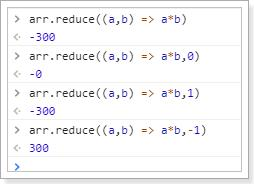 > arr.reduce((a,b) => a*b)
<· -300
> arr.reduce((a,b) => a*b,0)
<· -0
> arr.reduce((a,b) => a*b,1)
<· -300
> arr.reduce((a,b) => a*b,-1)
<· 300
>